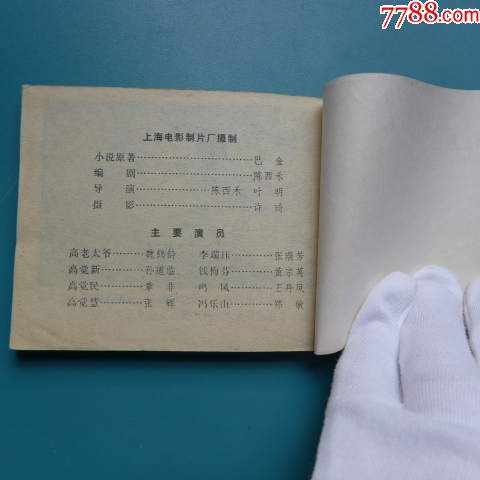 7788.com
上海电影制片厂摄制
小说原著……………………巴 金
编 剧……………………陈西禾
导 演………………陈西禾 叶 明
摄 影……………………许 琦
主 要 演 员
高老太爷……魏鹤龄 李瑞珏……张瑞芳
高觉新……孙道临 钱梅芬……黄宗英
高觉民……章 非 鸣 凤……王丹凤
高觉慧……张 辉 冯乐山……郑 敏